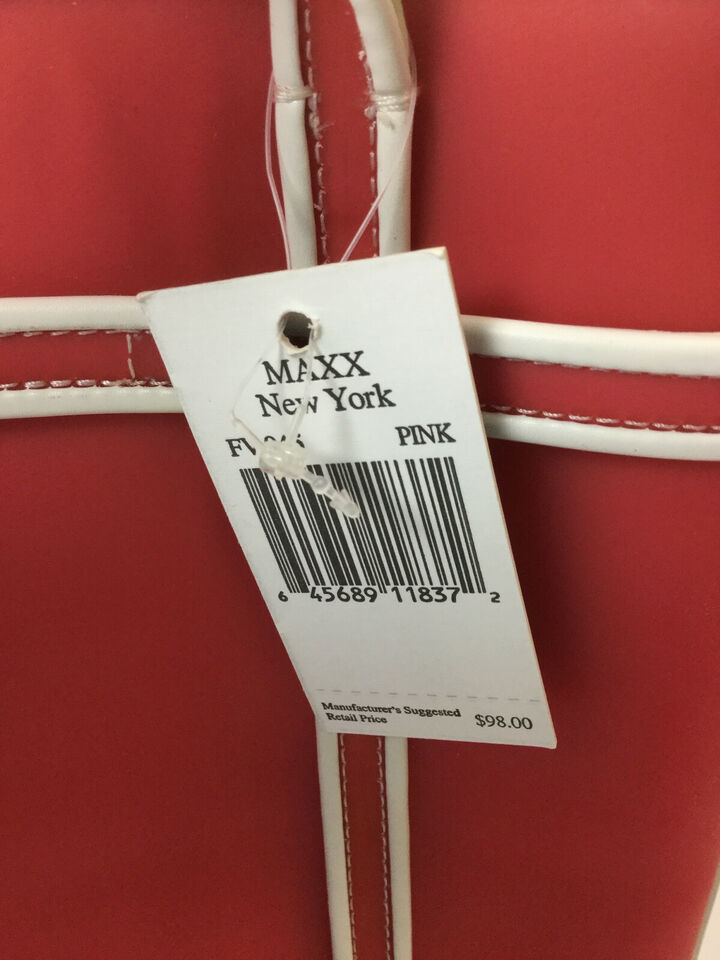 MAXX
New York
PINK
6 45689 11837 2
Manufacturer's Suggested
Retail Price $98.00